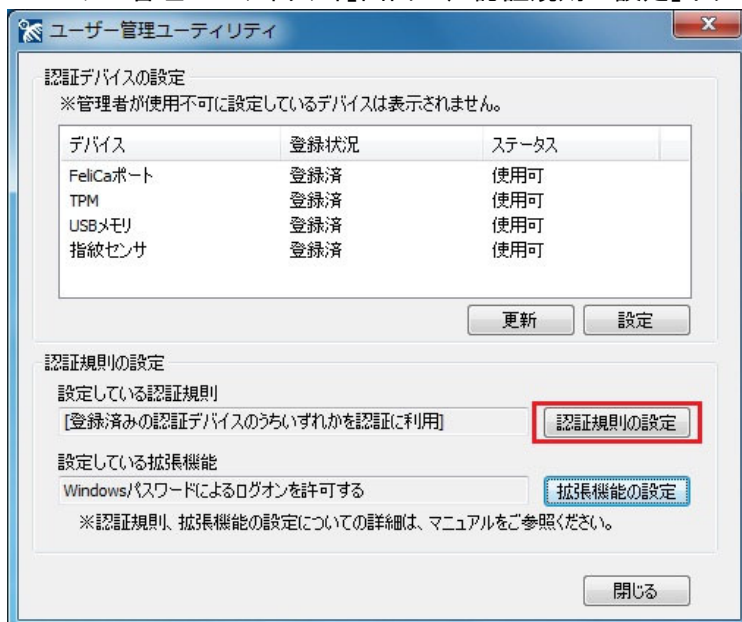 ユーザー管理ユーティリティ
認証デバイスの設定
※管理者が使用不可に設定しているデバイスは表示されません。
デバイス 登録状況 ステータス
FeliCaポート 登録済 使用可
TPM 登録済 使用可
USBメモリ 登録済 使用可
指紋センサ 登録済 使用可
更新 設定
認証規則の設定
設定している認証規則
[登録済みの認証デバイスのうちいずれかを認証に利用] 認証規則の設定
設定している拡張機能
Windowsパスワードによるログオンを許可する 拡張機能の設定
※認証規則、拡張機能の設定についての詳細は、マニュアルをご参照ください。
閉じる